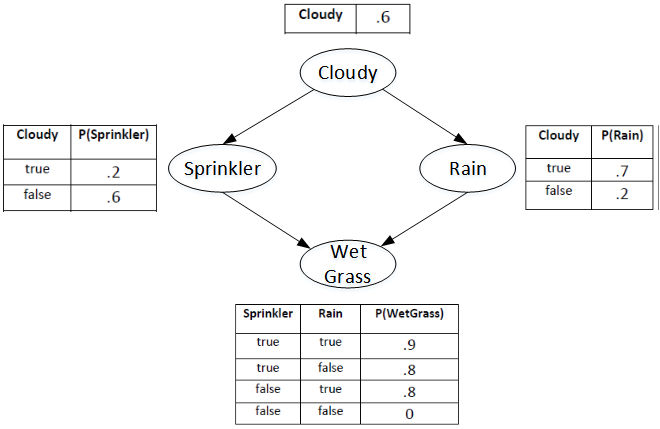 Cloudy .6
Cloudy
Cloudy P(Sprinkler)
true .2
false .6
Sprinkler
Rain
Cloudy P(Rain)
true .7
false .2
Wet
Grass
Sprinkler Rain P(WetGrass)
true true .9
true false .8
false true .8
false false 0